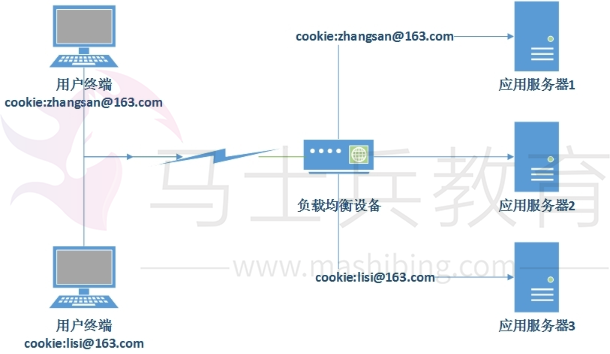 cookie:zhangsan@163.com
用户终端
cookie:zhangsan@163.com
应用服务器1
马士兵教育
负载均衡设备
应用服务器2
www.mashibing.com
cookie:lisi@163.com
用户终端
cookie:lisi@163.com
应用服务器3